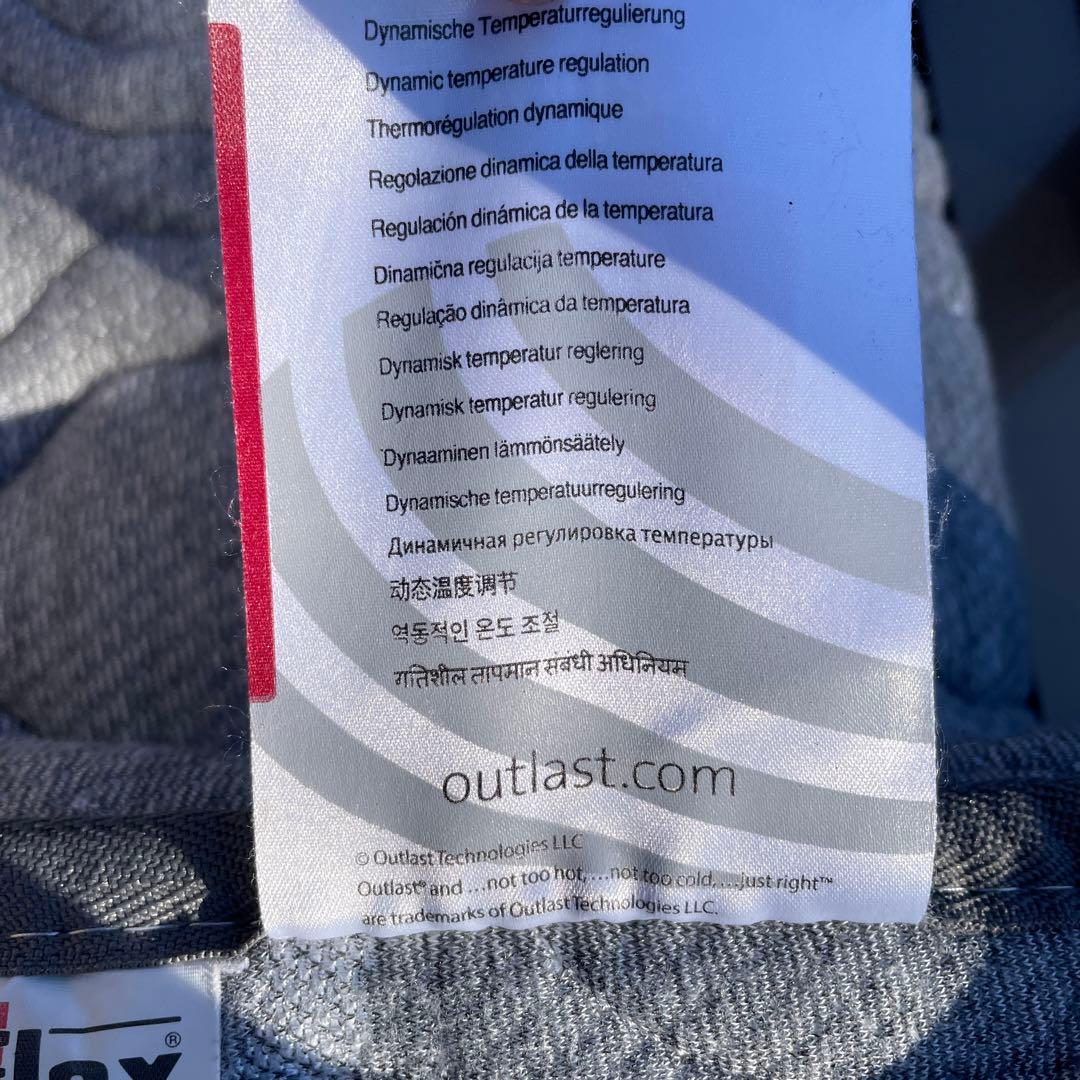 Dynamische Temperaturregulierung
Dynamic temperature regulation
Thermorégulation dynamique
Regolazione dinamica della temperatura
Regulación dinámica de la temperatura
Dinamična regulacija temperature
Regulação dinâmica da temperatura
Dynamisk temperatur reglering
Dynamisk temperatur regulering
Dynaaminen lämmönsäätely
Dynamische temperatuurregulering
Динамичная регулировка температуры
动态温度调节
역동적인 온도 조절
गतिशील तापमान संबधी अधिनियम
outlast.com
© Outlast Technologies LLC
Outlast® and ...not too hot, ...not too cold, ...just right™
are trademarks of Outlast Technologies LLC.